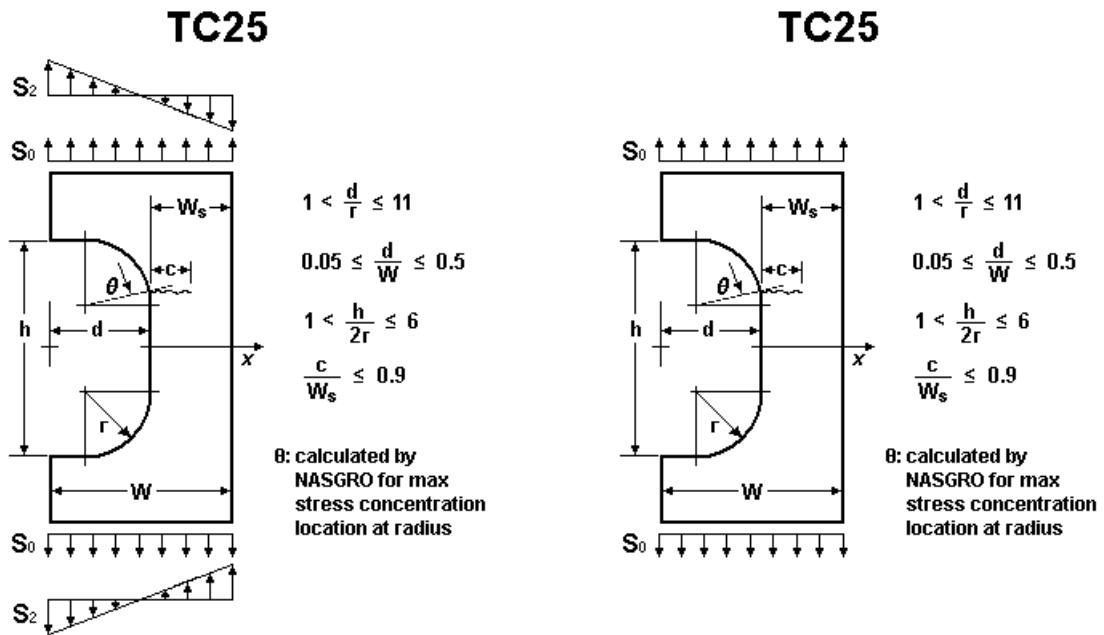 TC25
S2
S0
Ws
c
θ
h
d
x
r
W
S0
S2
1 < d/r ≤ 11
0.05 ≤ d/W ≤ 0.5
1 < h/2r ≤ 6
c/Ws ≤ 0.9
θ: calculated by
NASGRO for max
stress concentration
location at radius
TC25
S0
Ws
c
θ
h
d
x
r
W
S0
1 < d/r ≤ 11
0.05 ≤ d/W ≤ 0.5
1 < h/2r ≤ 6
c/Ws ≤ 0.9
θ: calculated by
NASGRO for max
stress concentration
location at radius